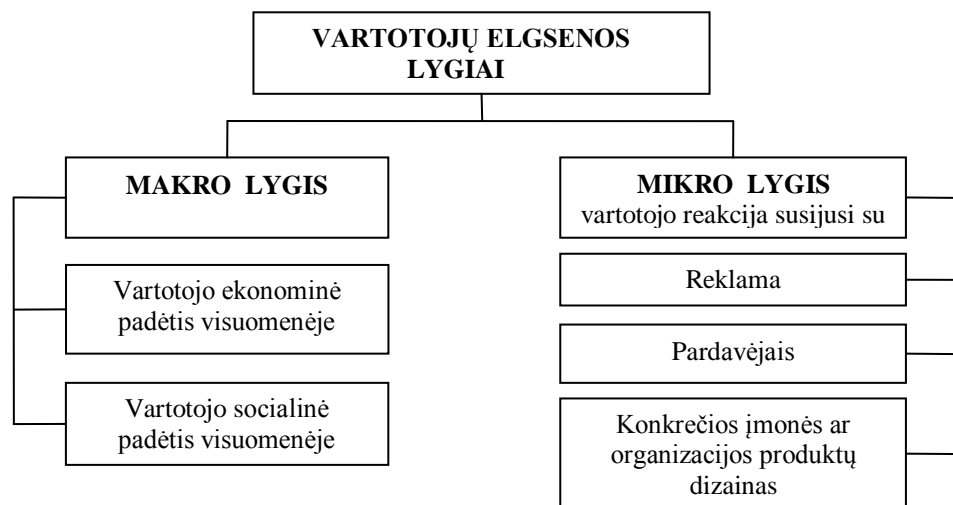 VARTOTOJŲ ELGSENOS
LYGIAI
MAKRO LYGIS
Vartotojo ekonominė
padėtis visuomenėje
Vartotojo socialinė
padėtis visuomenėje
MIKRO LYGIS
vartotojo reakcija susijusi su
Reklama
Pardavėjais
Konkrečios įmonės ar
organizacijos produktų
dizainas